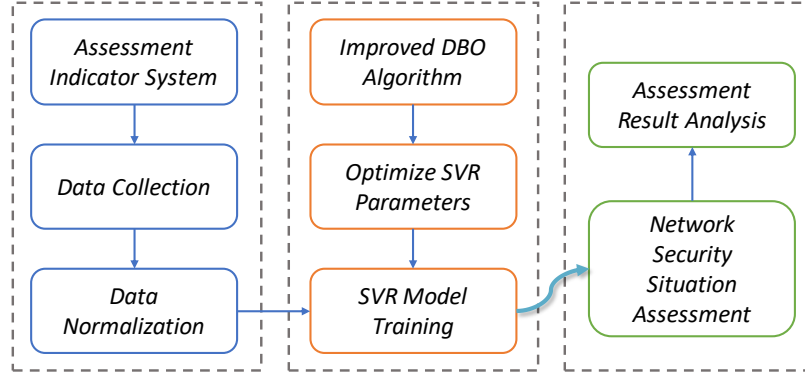 Assessment
Indicator System
Data Collection
Data
Normalization
Improved DBO
Algorithm
Optimize SVR
Parameters
SVR Model
Training
Assessment
Result Analysis
Network
Security
Situation
Assessment